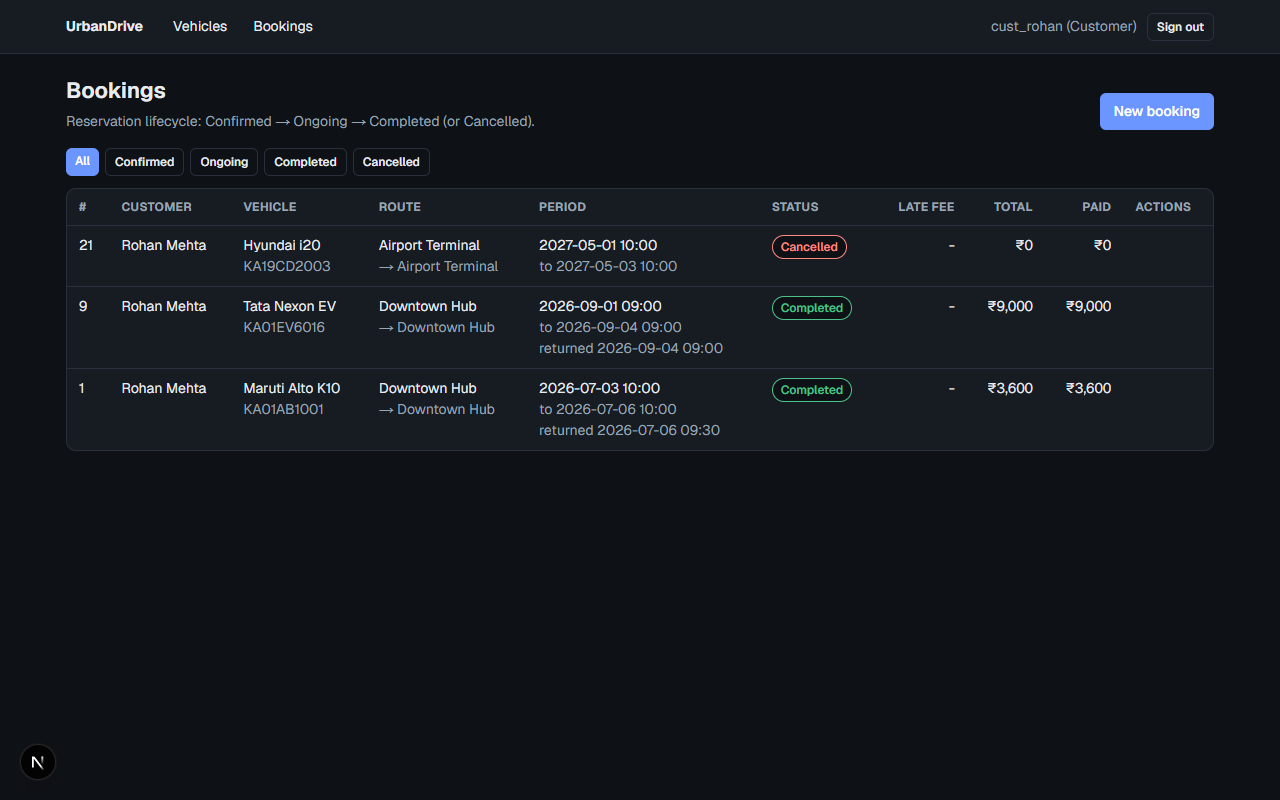 UrbanDrive Vehicles Bookings cust_rohan (Customer) Sign out
Bookings
Reservation lifecycle: Confirmed → Ongoing → Completed (or Cancelled).
New booking
All Confirmed Ongoing Completed Cancelled
# CUSTOMER VEHICLE ROUTE PERIOD STATUS LATE FEE TOTAL PAID ACTIONS
21 Rohan Mehta Hyundai i20 Airport Terminal 2027-05-01 10:00 Cancelled - ₹0 ₹0
KA19CD2003 → Airport Terminal to 2027-05-03 10:00
9 Rohan Mehta Tata Nexon EV Downtown Hub 2026-09-01 09:00 Completed - ₹9,000 ₹9,000
KA01EV6016 → Downtown Hub to 2026-09-04 09:00
returned 2026-09-04 09:00
1 Rohan Mehta Maruti Alto K10 Downtown Hub 2026-07-03 10:00 Completed - ₹3,600 ₹3,600
KA01AB1001 → Downtown Hub to 2026-07-06 10:00
returned 2026-07-06 09:30
N